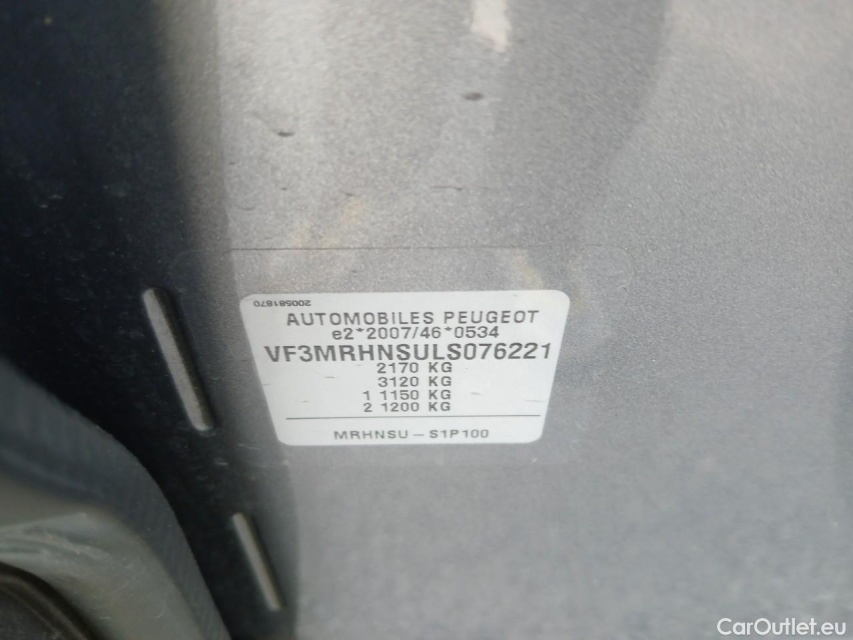 200581870
AUTOMOBILES PEUGEOT
e2*2007/46*0534
VF3MRHNSULS076221
2170 KG
3120 KG
1 1150 KG
2 1200 KG
MRHNSU – S1P100
CarOutlet.eu